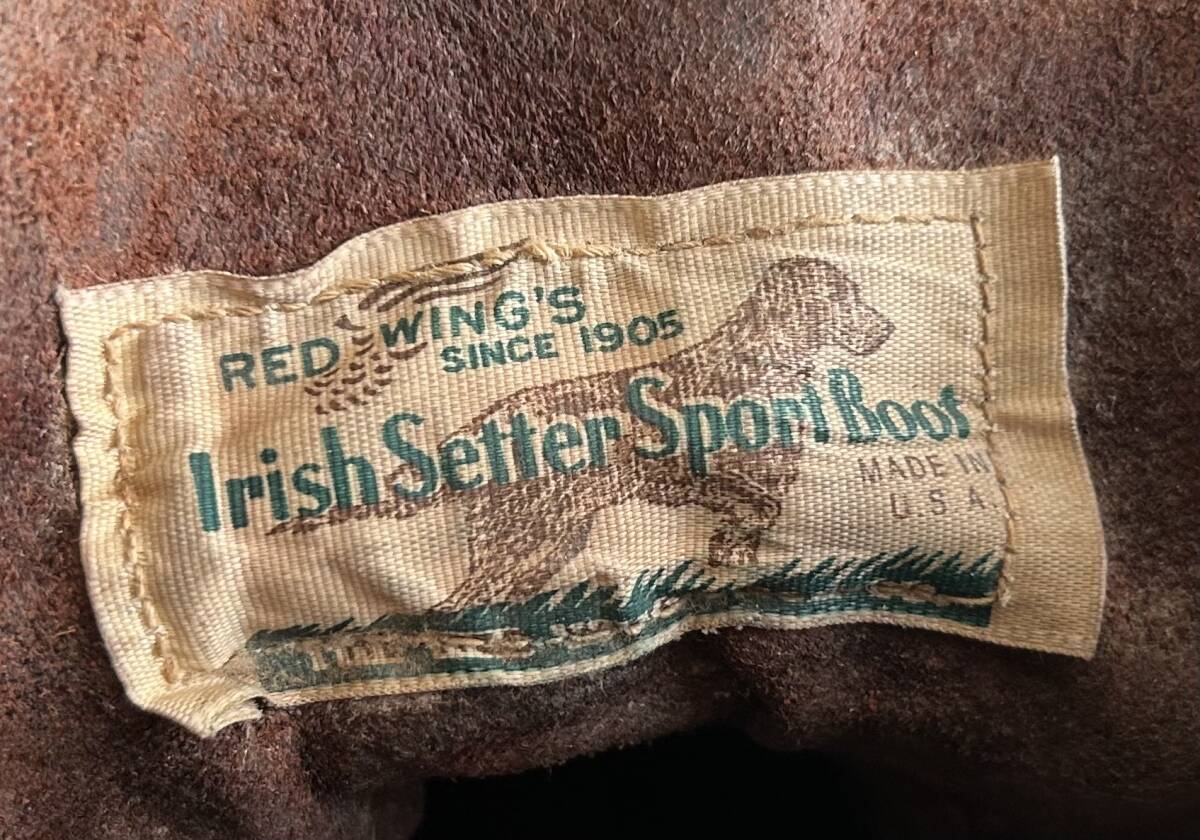 RED WING'S
SINCE 1905
Irish Setter Sport Boot
MADE IN
U.S.A.